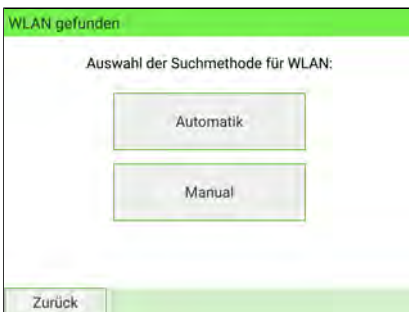 WLAN gefunden
Auswahl der Suchmethode für WLAN:
Automatik
Manual
Zurück